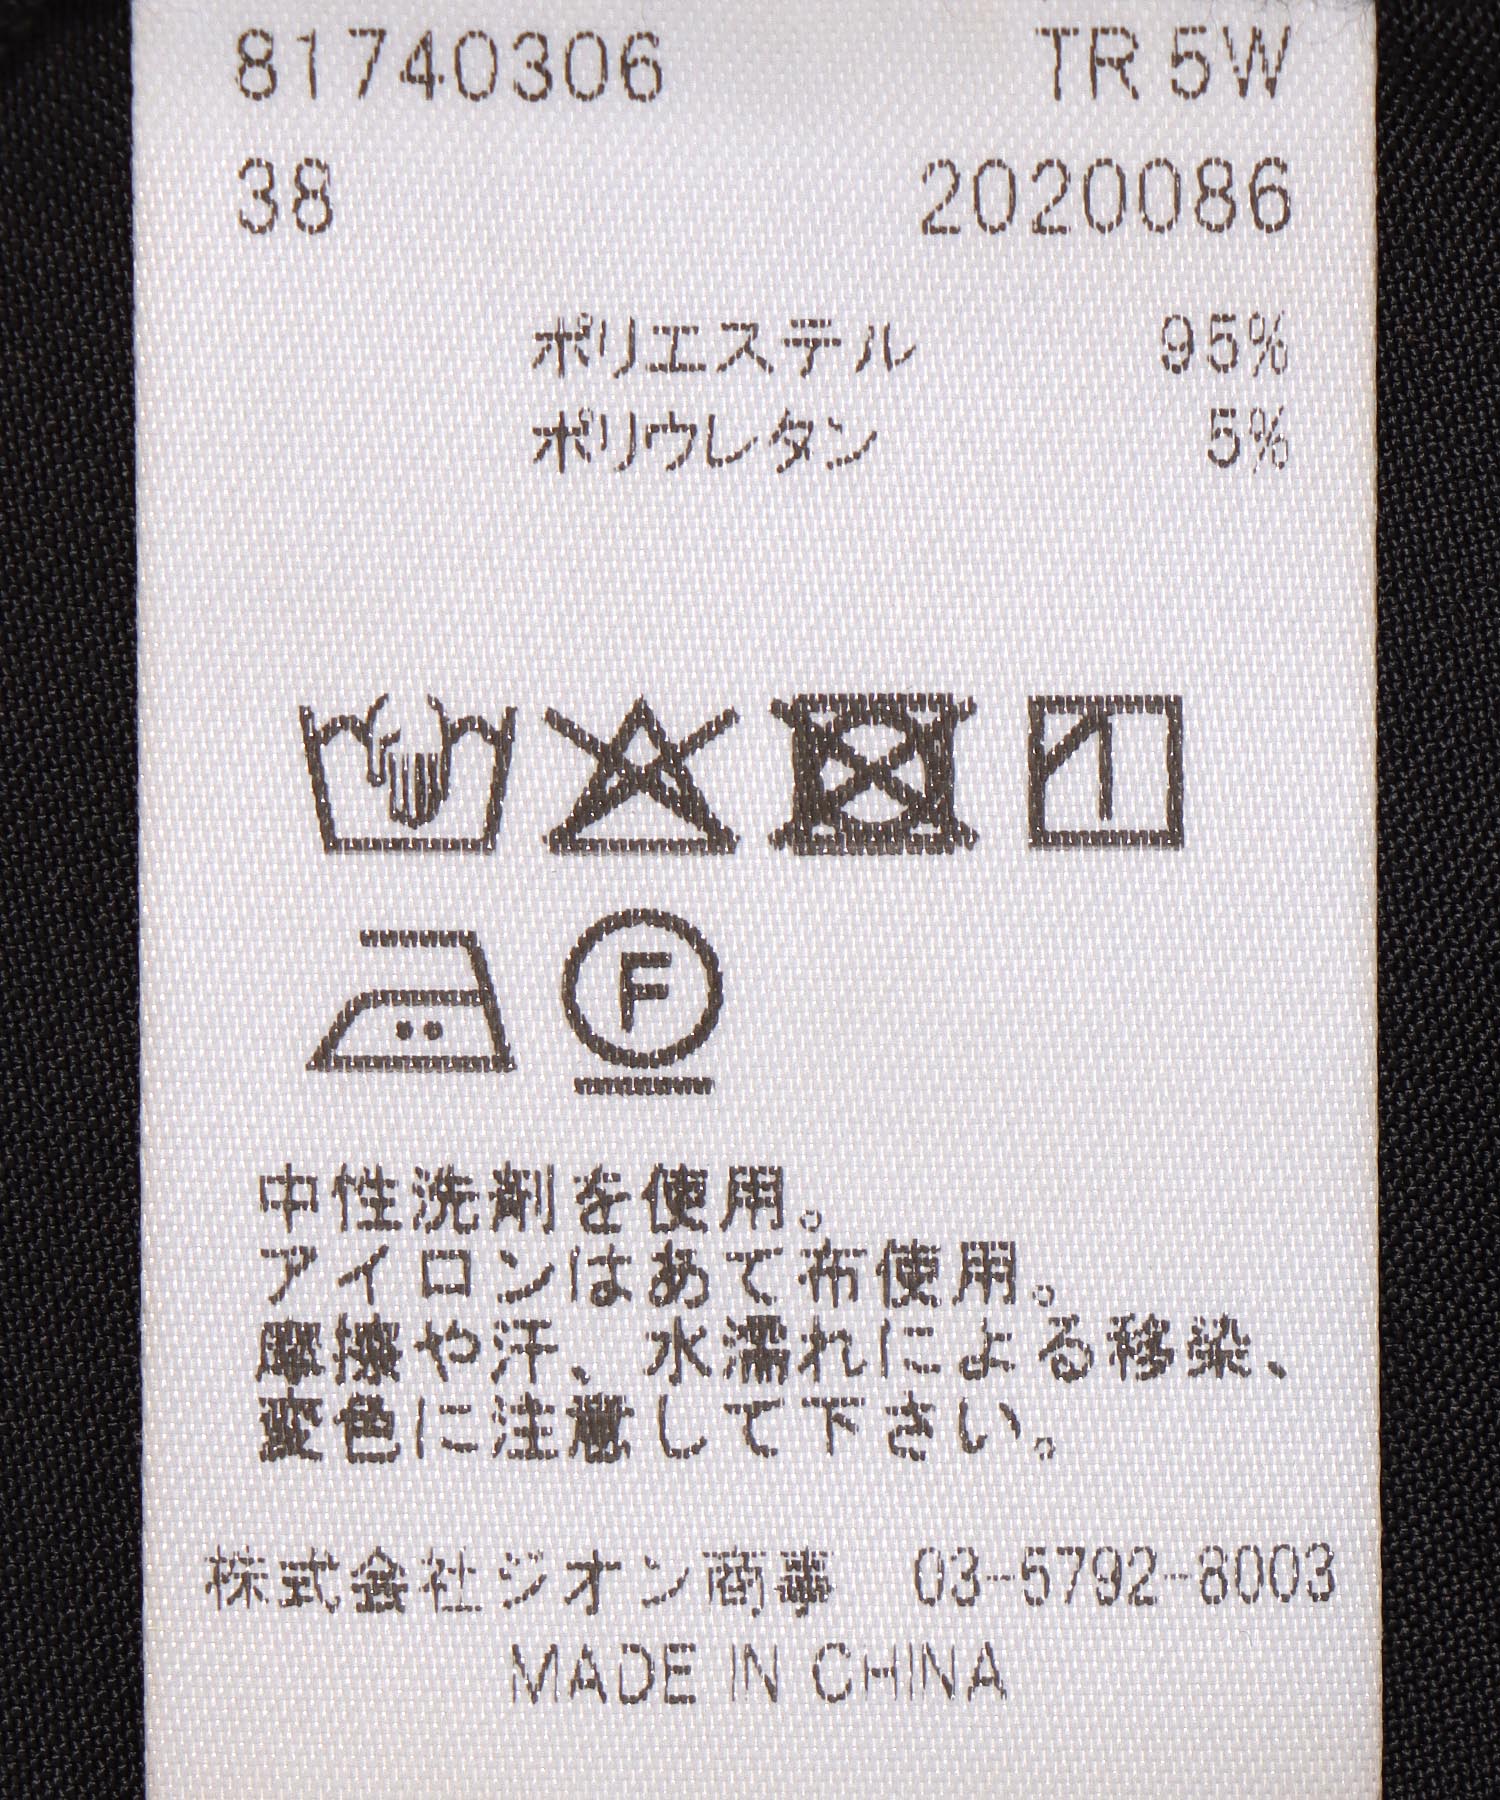 81740306 TR 5W
38 2020086
ポリエステル 95%
ポリウレタン 5%
F
中性洗剤を使用。
アイロンはあて布使用。
摩擦や汗、水濡れによる移染、
変色に注意して下さい。
株式会社ジオン商事 03-5792-8003
MADE IN CHINA